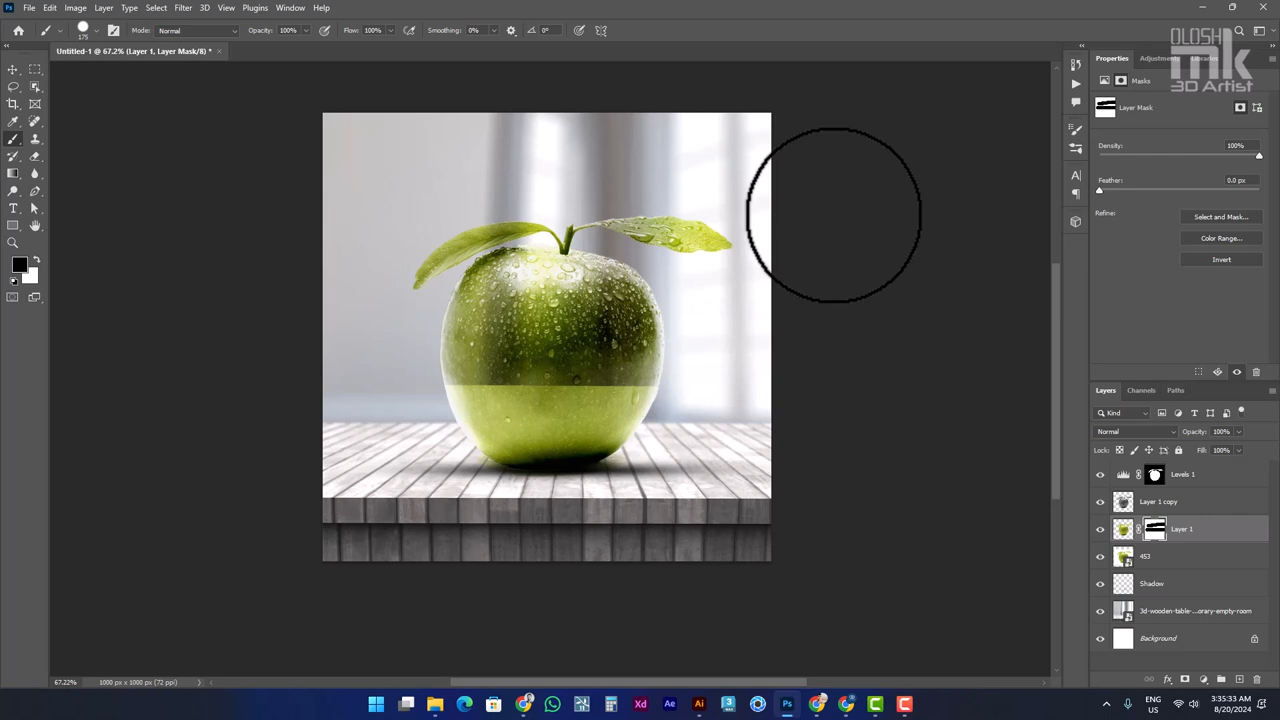 File Edit Image Layer Type Select Filter 3D View Plugins Window Help
175 Mode: Normal Opacity: 100% Flow: 100% Smoothing: 0% 0°
Untitled-1 @ 67.2% (Layer 1, Layer Mask/8) *
OLOSH
mk
3D Artist
Properties Adjustments Libraries
Masks
Layer Mask
Density: 100%
Feather: 0.0 px
Refine: Select and Mask...
Color Range...
Invert
Layers Channels Paths
Kind
Normal Opacity: 100%
Lock: Fill: 100%
Levels 1
Layer 1 copy
Layer 1
453
Shadow
3d-wooden-table-...orary-empty-room
Background
67.22% 1000 px x 1000 px (72 ppi)
ENG
US
3:35:33 AM
8/20/2024